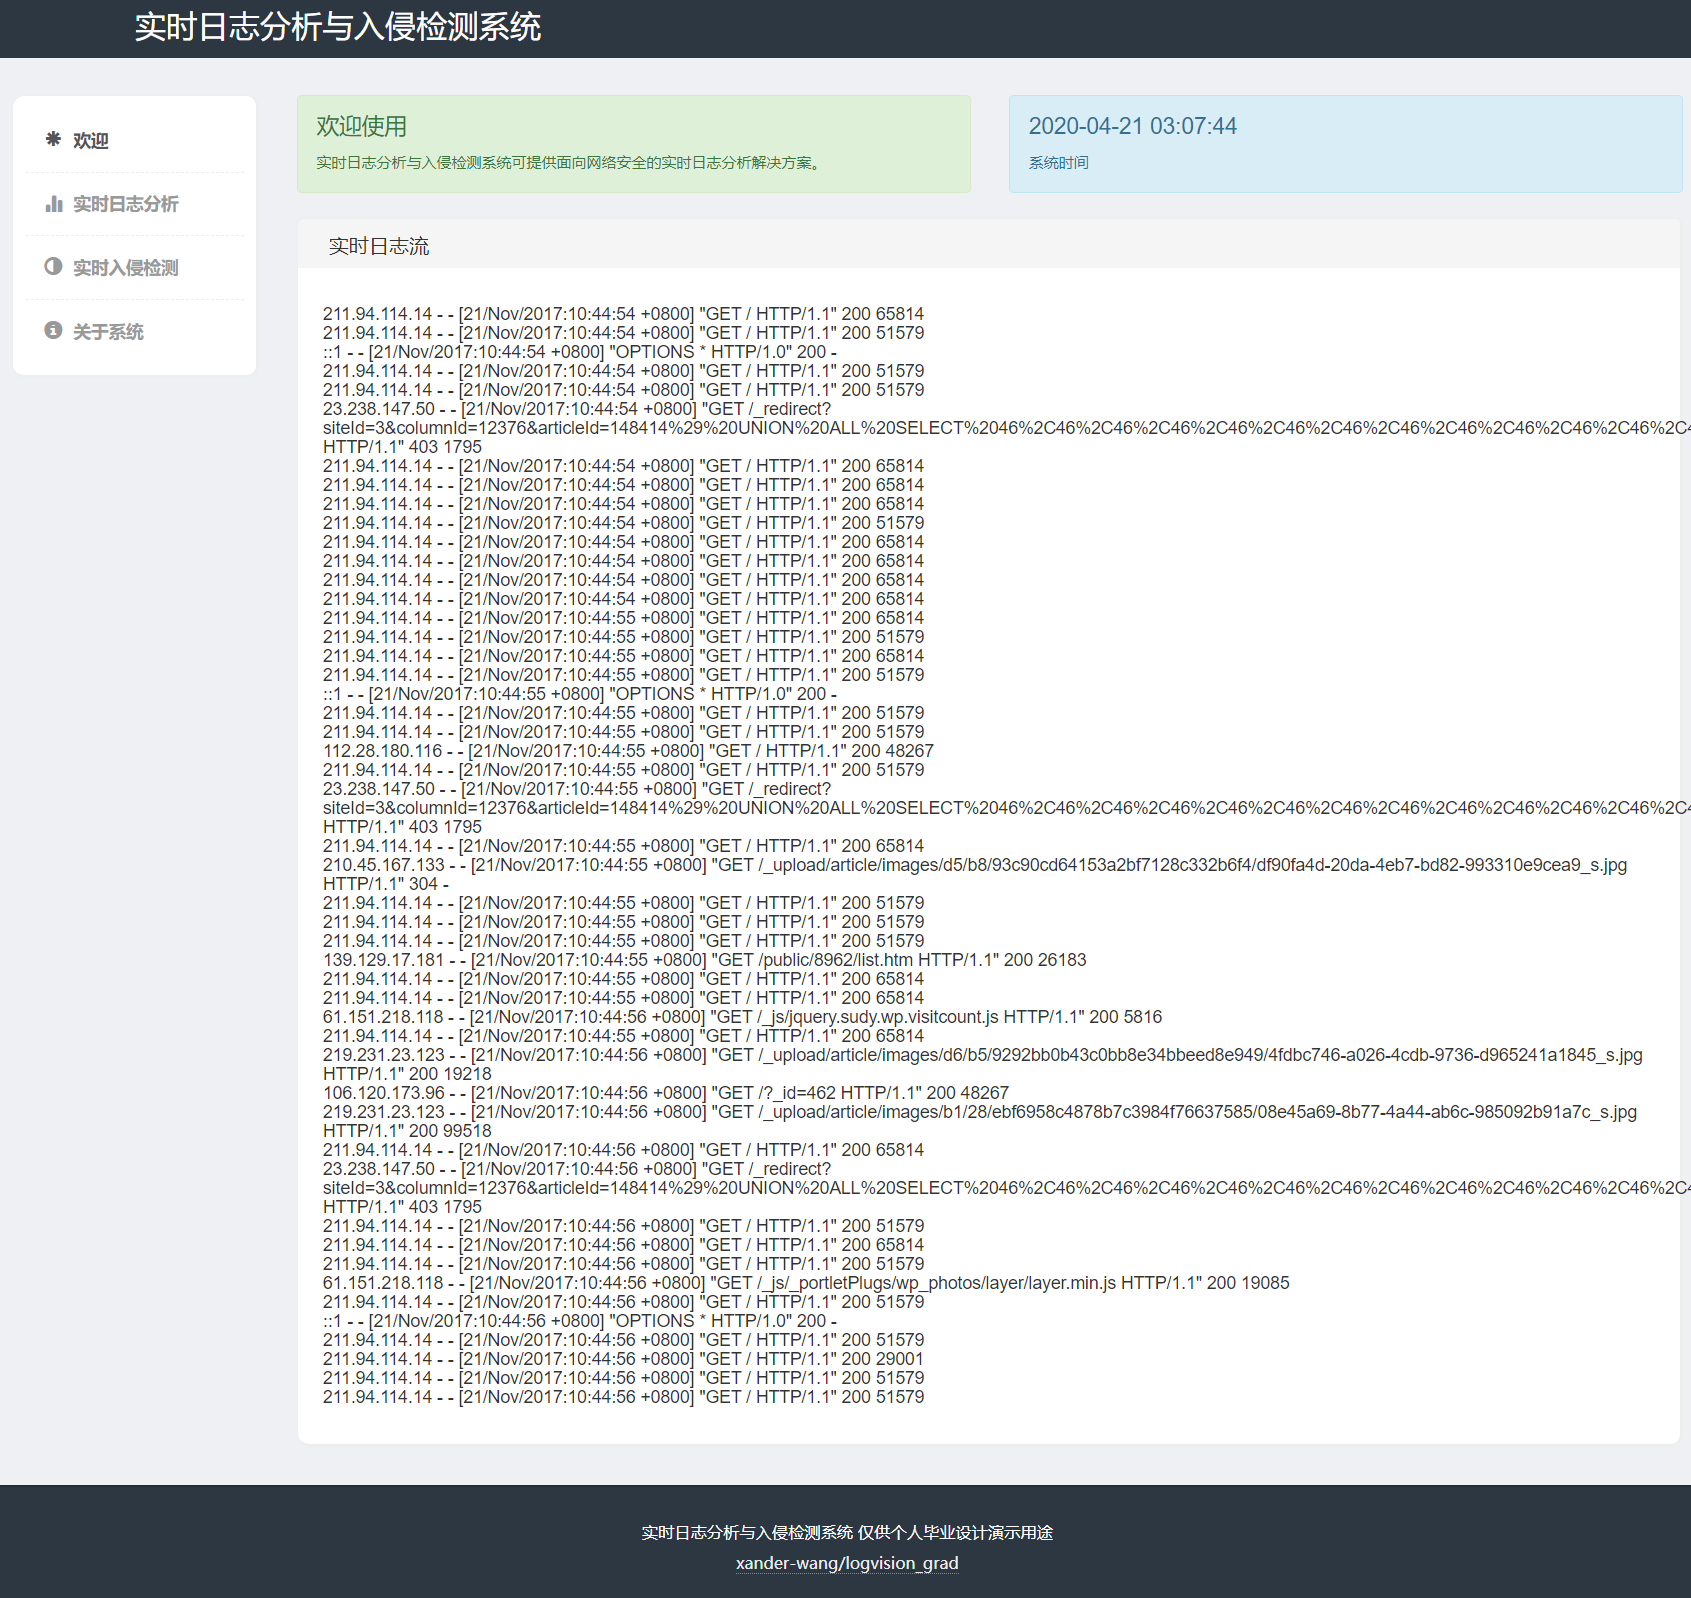 实时日志分析与入侵检测系统
欢迎
实时日志分析
实时入侵检测
关于系统
欢迎使用
实时日志分析与入侵检测系统可提供面向网络安全的实时日志分析解决方案。
2020-04-21 03:07:44
系统时间
实时日志流
211.94.114.14 - - [21/Nov/2017:10:44:54 +0800] "GET / HTTP/1.1" 200 65814
211.94.114.14 - - [21/Nov/2017:10:44:54 +0800] "GET / HTTP/1.1" 200 51579
::1 - - [21/Nov/2017:10:44:54 +0800] "OPTIONS * HTTP/1.0" 200 -
211.94.114.14 - - [21/Nov/2017:10:44:54 +0800] "GET / HTTP/1.1" 200 51579
211.94.114.14 - - [21/Nov/2017:10:44:54 +0800] "GET / HTTP/1.1" 200 51579
23.238.147.50 - - [21/Nov/2017:10:44:54 +0800] "GET /_redirect?
siteId=3&columnId=12376&articleId=148414%29%20UNION%20ALL%20SELECT%2046%2C46%2C46%2C46%2C46%2C46%2C46%2C46%2C46%2C46%2C46%2C46%2C46%2C4
HTTP/1.1" 403 1795
211.94.114.14 - - [21/Nov/2017:10:44:54 +0800] "GET / HTTP/1.1" 200 65814
211.94.114.14 - - [21/Nov/2017:10:44:54 +0800] "GET / HTTP/1.1" 200 65814
211.94.114.14 - - [21/Nov/2017:10:44:54 +0800] "GET / HTTP/1.1" 200 65814
211.94.114.14 - - [21/Nov/2017:10:44:54 +0800] "GET / HTTP/1.1" 200 51579
211.94.114.14 - - [21/Nov/2017:10:44:54 +0800] "GET / HTTP/1.1" 200 65814
211.94.114.14 - - [21/Nov/2017:10:44:54 +0800] "GET / HTTP/1.1" 200 65814
211.94.114.14 - - [21/Nov/2017:10:44:54 +0800] "GET / HTTP/1.1" 200 65814
211.94.114.14 - - [21/Nov/2017:10:44:54 +0800] "GET / HTTP/1.1" 200 65814
211.94.114.14 - - [21/Nov/2017:10:44:55 +0800] "GET / HTTP/1.1" 200 65814
211.94.114.14 - - [21/Nov/2017:10:44:55 +0800] "GET / HTTP/1.1" 200 51579
211.94.114.14 - - [21/Nov/2017:10:44:55 +0800] "GET / HTTP/1.1" 200 65814
211.94.114.14 - - [21/Nov/2017:10:44:55 +0800] "GET / HTTP/1.1" 200 51579
::1 - - [21/Nov/2017:10:44:55 +0800] "OPTIONS * HTTP/1.0" 200 -
211.94.114.14 - - [21/Nov/2017:10:44:55 +0800] "GET / HTTP/1.1" 200 51579
211.94.114.14 - - [21/Nov/2017:10:44:55 +0800] "GET / HTTP/1.1" 200 51579
112.28.180.116 - - [21/Nov/2017:10:44:55 +0800] "GET / HTTP/1.1" 200 48267
211.94.114.14 - - [21/Nov/2017:10:44:55 +0800] "GET / HTTP/1.1" 200 51579
23.238.147.50 - - [21/Nov/2017:10:44:55 +0800] "GET /_redirect?
siteId=3&columnId=12376&articleId=148414%29%20UNION%20ALL%20SELECT%2046%2C46%2C46%2C46%2C46%2C46%2C46%2C46%2C46%2C46%2C46%2C46%2C46%2C4
HTTP/1.1" 403 1795
211.94.114.14 - - [21/Nov/2017:10:44:55 +0800] "GET / HTTP/1.1" 200 65814
210.45.167.133 - - [21/Nov/2017:10:44:55 +0800] "GET /_upload/article/images/d5/b8/93c90cd64153a2bf7128c332b6f4/df90fa4d-20da-4eb7-bd82-993310e9cea9_s.jpg
HTTP/1.1" 304 -
211.94.114.14 - - [21/Nov/2017:10:44:55 +0800] "GET / HTTP/1.1" 200 51579
211.94.114.14 - - [21/Nov/2017:10:44:55 +0800] "GET / HTTP/1.1" 200 51579
211.94.114.14 - - [21/Nov/2017:10:44:55 +0800] "GET / HTTP/1.1" 200 51579
139.129.17.181 - - [21/Nov/2017:10:44:55 +0800] "GET /public/8962/list.htm HTTP/1.1" 200 26183
211.94.114.14 - - [21/Nov/2017:10:44:55 +0800] "GET / HTTP/1.1" 200 65814
211.94.114.14 - - [21/Nov/2017:10:44:55 +0800] "GET / HTTP/1.1" 200 65814
61.151.218.118 - - [21/Nov/2017:10:44:56 +0800] "GET /_js/jquery.sudy.wp.visitcount.js HTTP/1.1" 200 5816
211.94.114.14 - - [21/Nov/2017:10:44:55 +0800] "GET / HTTP/1.1" 200 65814
219.231.23.123 - - [21/Nov/2017:10:44:56 +0800] "GET /_upload/article/images/d6/b5/9292bb0b43c0bb8e34bbeed8e949/4fdbc746-a026-4cdb-9736-d965241a1845_s.jpg
HTTP/1.1" 200 19218
106.120.173.96 - - [21/Nov/2017:10:44:56 +0800] "GET /?_id=462 HTTP/1.1" 200 48267
219.231.23.123 - - [21/Nov/2017:10:44:56 +0800] "GET /_upload/article/images/b1/28/ebf6958c4878b7c3984f76637585/08e45a69-8b77-4a44-ab6c-985092b91a7c_s.jpg
HTTP/1.1" 200 99518
211.94.114.14 - - [21/Nov/2017:10:44:56 +0800] "GET / HTTP/1.1" 200 65814
23.238.147.50 - - [21/Nov/2017:10:44:56 +0800] "GET /_redirect?
siteId=3&columnId=12376&articleId=148414%29%20UNION%20ALL%20SELECT%2046%2C46%2C46%2C46%2C46%2C46%2C46%2C46%2C46%2C46%2C46%2C46%2C46%2C4
HTTP/1.1" 403 1795
211.94.114.14 - - [21/Nov/2017:10:44:56 +0800] "GET / HTTP/1.1" 200 51579
211.94.114.14 - - [21/Nov/2017:10:44:56 +0800] "GET / HTTP/1.1" 200 65814
211.94.114.14 - - [21/Nov/2017:10:44:56 +0800] "GET / HTTP/1.1" 200 51579
61.151.218.118 - - [21/Nov/2017:10:44:56 +0800] "GET /_js/_portletPlugs/wp_photos/layer/layer.min.js HTTP/1.1" 200 19085
211.94.114.14 - - [21/Nov/2017:10:44:56 +0800] "GET / HTTP/1.1" 200 51579
::1 - - [21/Nov/2017:10:44:56 +0800] "OPTIONS * HTTP/1.0" 200 -
211.94.114.14 - - [21/Nov/2017:10:44:56 +0800] "GET / HTTP/1.1" 200 51579
211.94.114.14 - - [21/Nov/2017:10:44:56 +0800] "GET / HTTP/1.1" 200 29001
211.94.114.14 - - [21/Nov/2017:10:44:56 +0800] "GET / HTTP/1.1" 200 51579
211.94.114.14 - - [21/Nov/2017:10:44:56 +0800] "GET / HTTP/1.1" 200 51579
实时日志分析与入侵检测系统 仅供个人毕业设计演示用途
xander-wang/logvision_grad